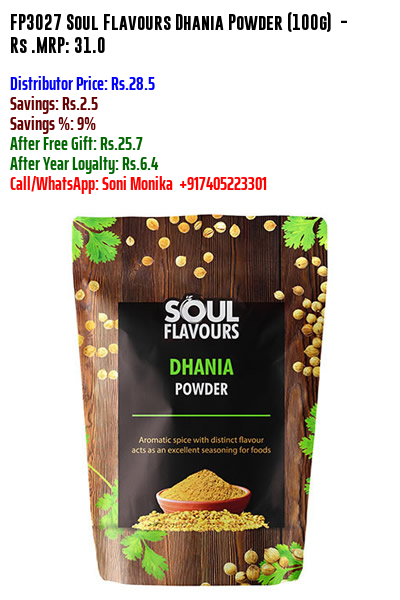 FP3027 Soul Flavours Dhania Powder (100g) -
Rs .MRP: 31.0
Distributor Price: Rs.28.5
Savings: Rs.2.5
Savings %: 9%
After Free Gift: Rs.25.7
After Year Loyalty: Rs.6.4
Call/WhatsApp: Soni Monika +917405223301
SOUL
FLAVOURS
DHANIA
POWDER
Aromatic spice with distinct flavour
acts as an excellent seasoning for foods